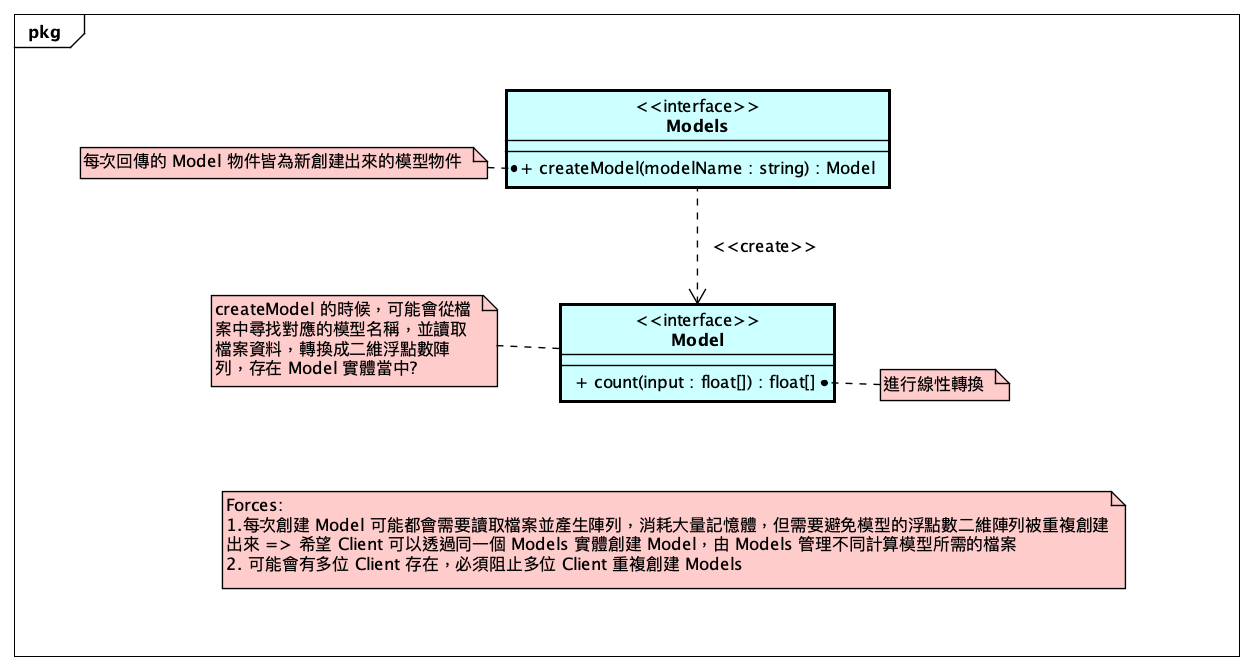 pkg
<<interface>>
Models
每次回傳的 Model 物件皆為新創建出來的模型物件
+ createModel(modelName : string) : Model
<<create>>
createModel 的時候，可能會從檔
案中尋找對應的模型名稱，並讀取
檔案資料，轉換成二維浮點數陣
列，存在 Model 實體當中?
<<interface>>
Model
+ count(input : float[]) : float[]
進行線性轉換
Forces:
1.每次創建 Model 可能都會需要讀取檔案並產生陣列，消耗大量記憶體，但需要避免模型的浮點數二維陣列被重複創建
出來 => 希望 Client 可以透過同一個 Models 實體創建 Model，由 Models 管理不同計算模型所需的檔案
2. 可能會有多位 Client 存在，必須阻止多位 Client 重複創建 Models